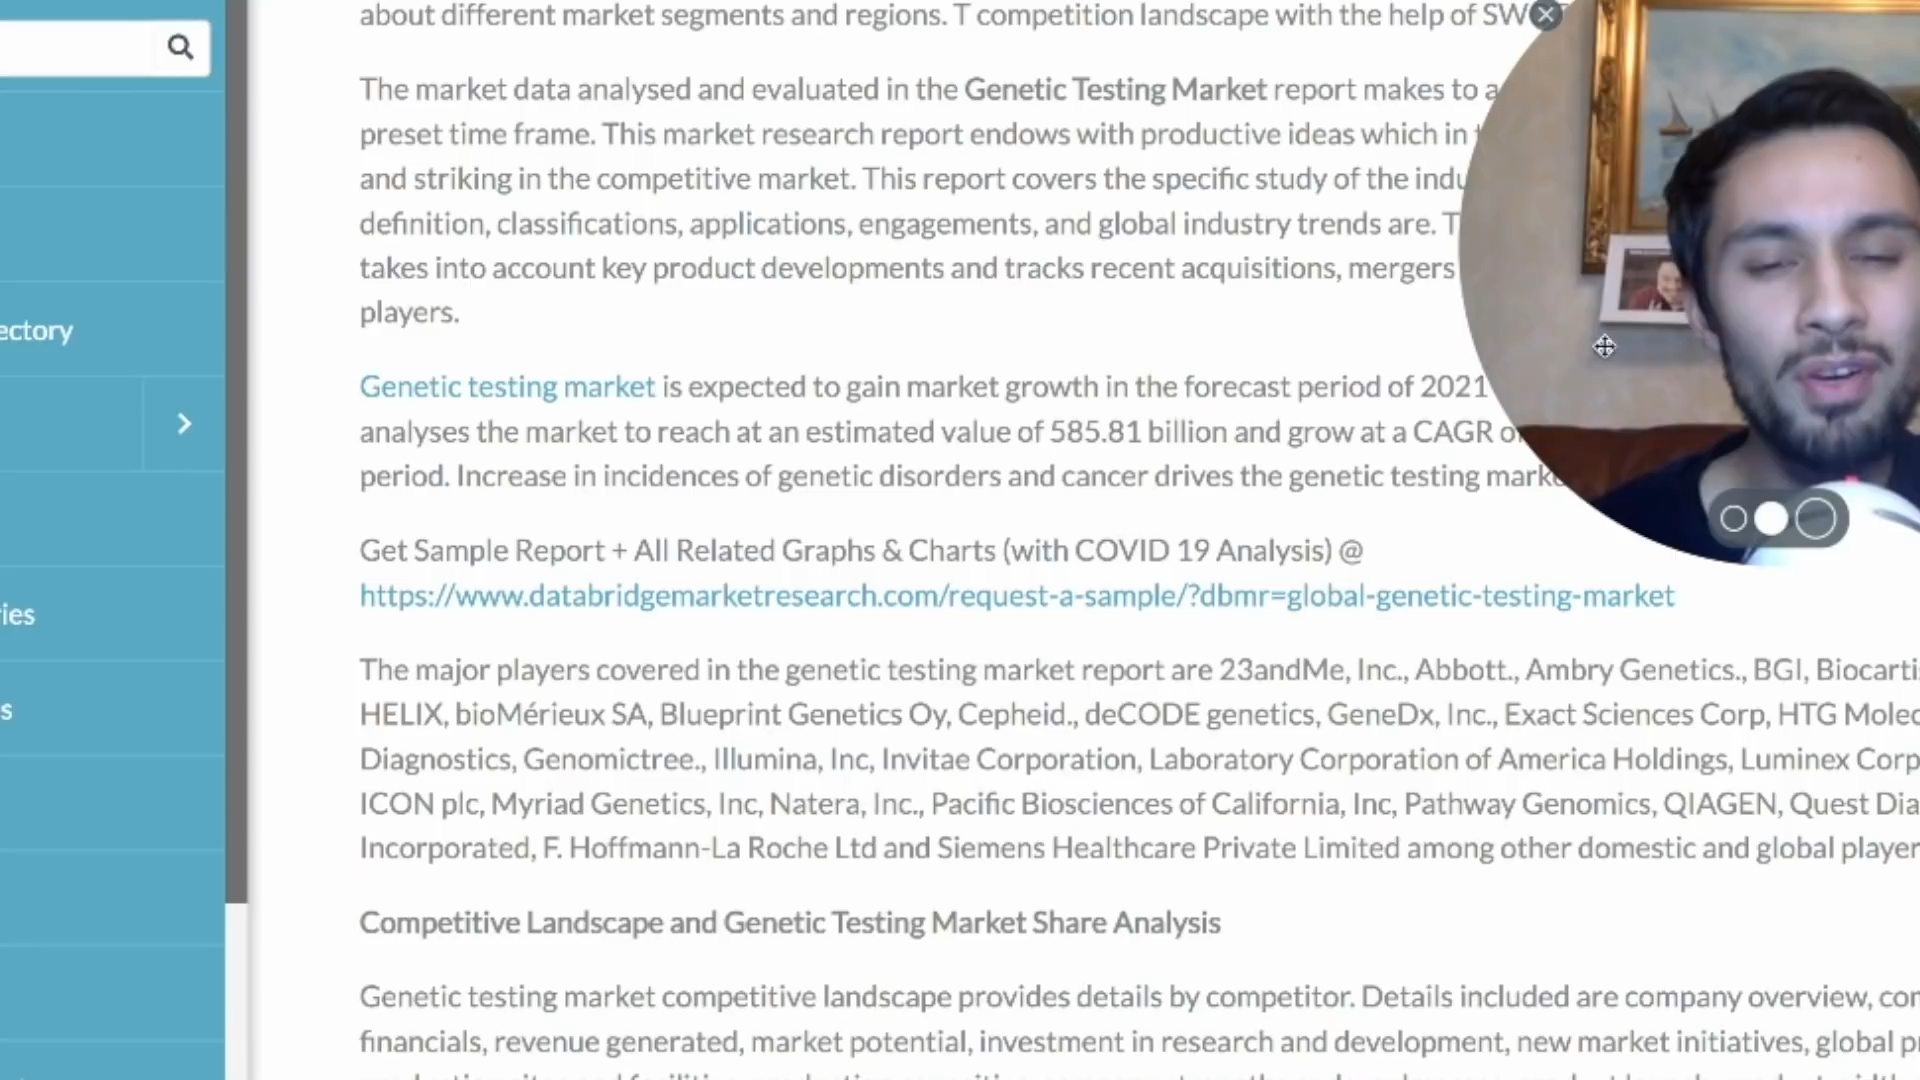 about different market segments and regions. T competition landscape with the help of SW
The market data analysed and evaluated in the Genetic Testing Market report makes to a
preset time frame. This market research report endows with productive ideas which in
and striking in the competitive market. This report covers the specific study of the indu
definition, classifications, applications, engagements, and global industry trends are. T
ectory
takes into account key product developments and tracks recent acquisitions, mergers
players.
Genetic testing market is expected to gain market growth in the forecast period of 2021
analyses the market to reach at an estimated value of 585.81 billion and grow at a CAGR of
period. Increase in incidences of genetic disorders and cancer drives the genetic testing mark
Get Sample Report + All Related Graphs & Charts (with COVID 19 Analysis) @
https://www.databridgemarketresearch.com/request-a-sample/?dbmr=global-genetic-testing-market
ies
The major players covered in the genetic testing market report are 23andMe, Inc., Abbott., Ambry Genetics., BGI, Biocartis
s
HELIX, bioMérieux SA, Blueprint Genetics Oy, Cepheid., deCODE genetics, GeneDx, Inc., Exact Sciences Corp, HTG Molec
Diagnostics, Genomictree., Illumina, Inc, Invitae Corporation, Laboratory Corporation of America Holdings, Luminex Corp
ICON plc, Myriad Genetics, Inc, Natera, Inc., Pacific Biosciences of California, Inc, Pathway Genomics, QIAGEN, Quest Dia
Incorporated, F. Hoffmann-La Roche Ltd and Siemens Healthcare Private Limited among other domestic and global player
Competitive Landscape and Genetic Testing Market Share Analysis
Genetic testing market competitive landscape provides details by competitor. Details included are company overview, con
financials, revenue generated, market potential, investment in research and development, new market initiatives, global p